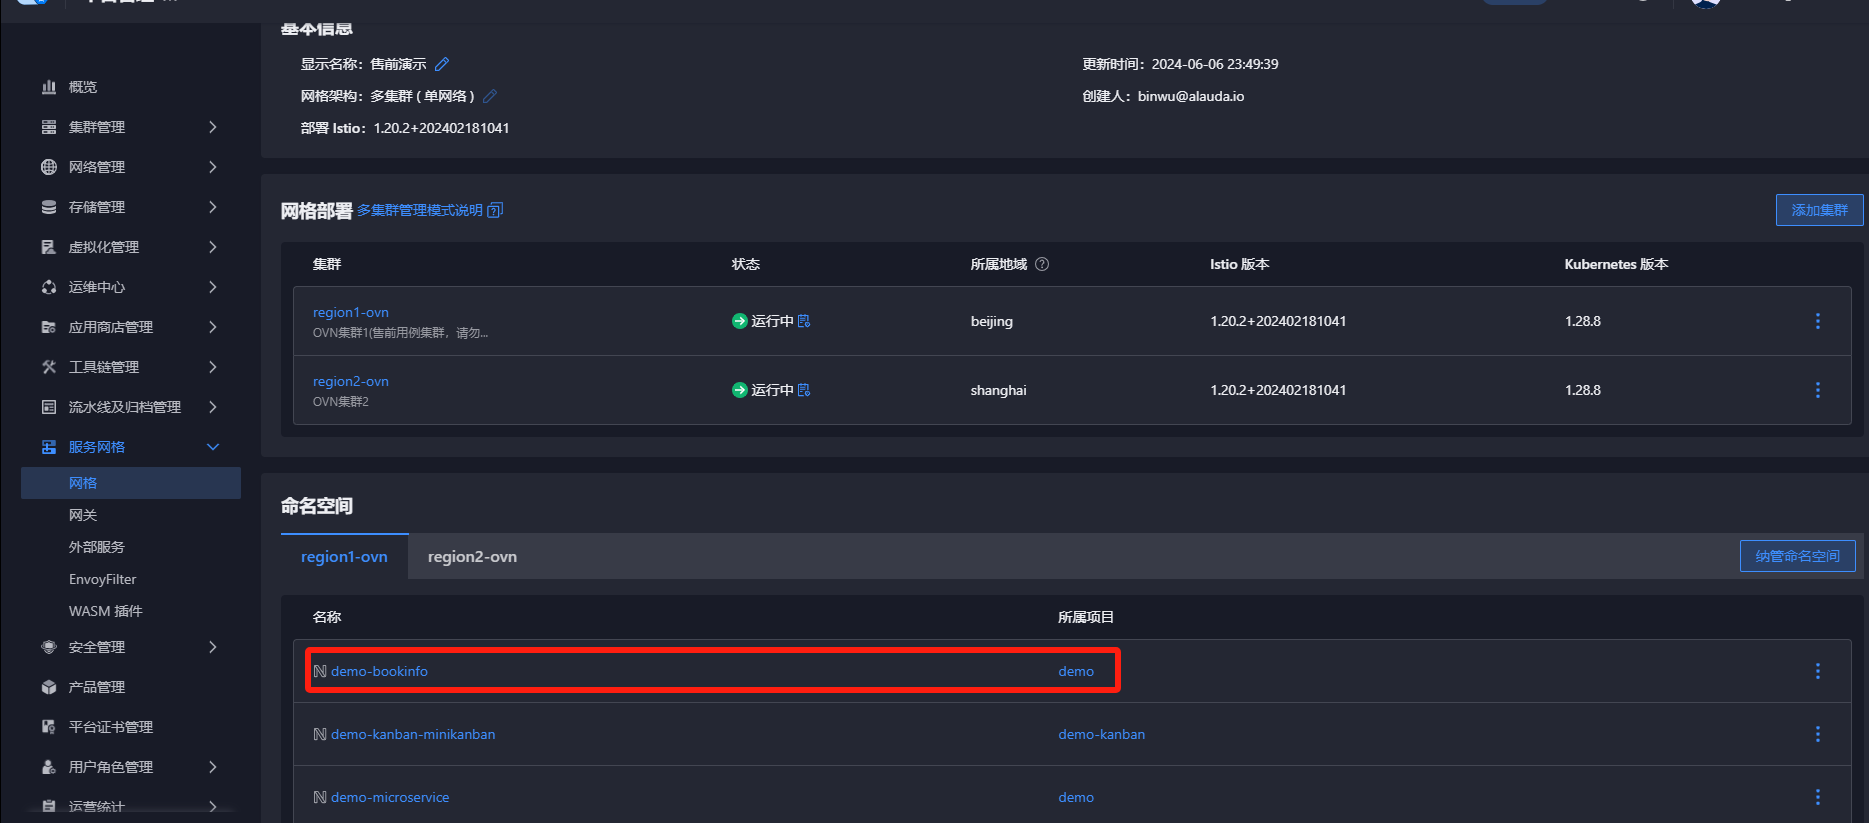 基本信息
显示名称：售前演示
更新时间：2024-06-06 23:49:39
网格架构：多集群 ( 单网络 )
创建人：binwu@alauda.io
部署 Istio：1.20.2+202402181041
概览
集群管理
网络管理
存储管理
虚拟化管理
运维中心
应用商店管理
工具链管理
流水线及归档管理
服务网格
网格
网关
外部服务
EnvoyFilter
WASM 插件
安全管理
产品管理
平台证书管理
用户角色管理
运营统计
网格部署 多集群管理模式说明
添加集群
集群 状态 所属地域 Istio 版本 Kubernetes 版本
region1-ovn
OVN集群1(售前用例集群，请勿...
运行中 beijing 1.20.2+202402181041 1.28.8
region2-ovn
OVN集群2
运行中 shanghai 1.20.2+202402181041 1.28.8
命名空间
region1-ovn region2-ovn
纳管命名空间
名称 所属项目
demo-bookinfo demo
demo-kanban-minikanban demo-kanban
demo-microservice demo